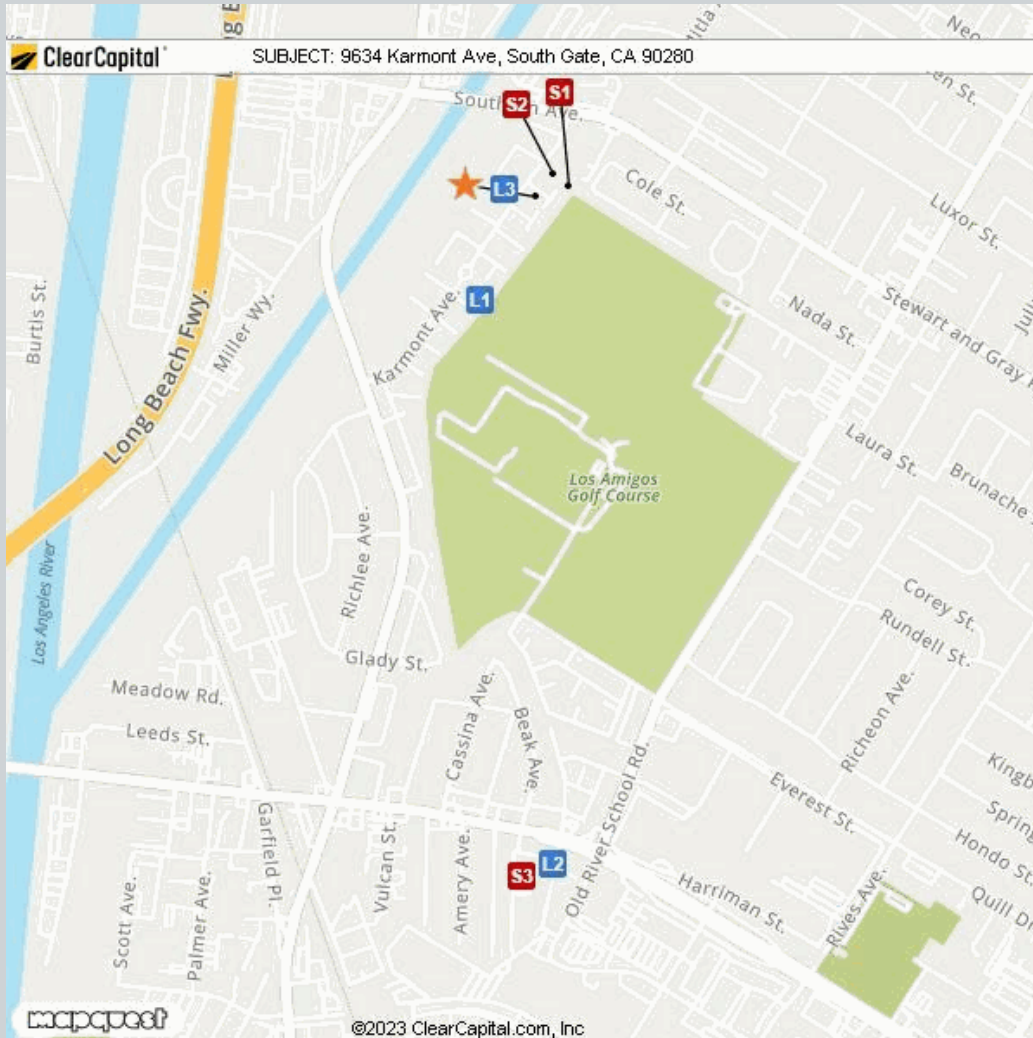 ClearCapital
SUBJECT: 9634 Karmont Ave, South Gate, CA 90280
S2
S1
L3
Cole St.
Luxor St.
L1
Karmont Ave.
Burtis St.
Miller Wy.
Long Beach Fwy.
Nada St.
Stewart and Gray
Laura St.
Brunache
Los Amigos
Golf Course
Los Angeles River
Richlee Ave.
Corey St.
Rundell St.
Glady St.
Meadow Rd.
Leeds St.
Cassina Ave.
Beak Ave.
Richeon Ave.
Old River School Rd.
Everest St.
Garfield Pl.
Vulcan St.
Amery Ave.
S3
L2
Harriman St.
Hondo St.
Quill
Rives Ave.
Scott Ave.
Palmer Ave.
mapquest
©2023 ClearCapital.com, Inc